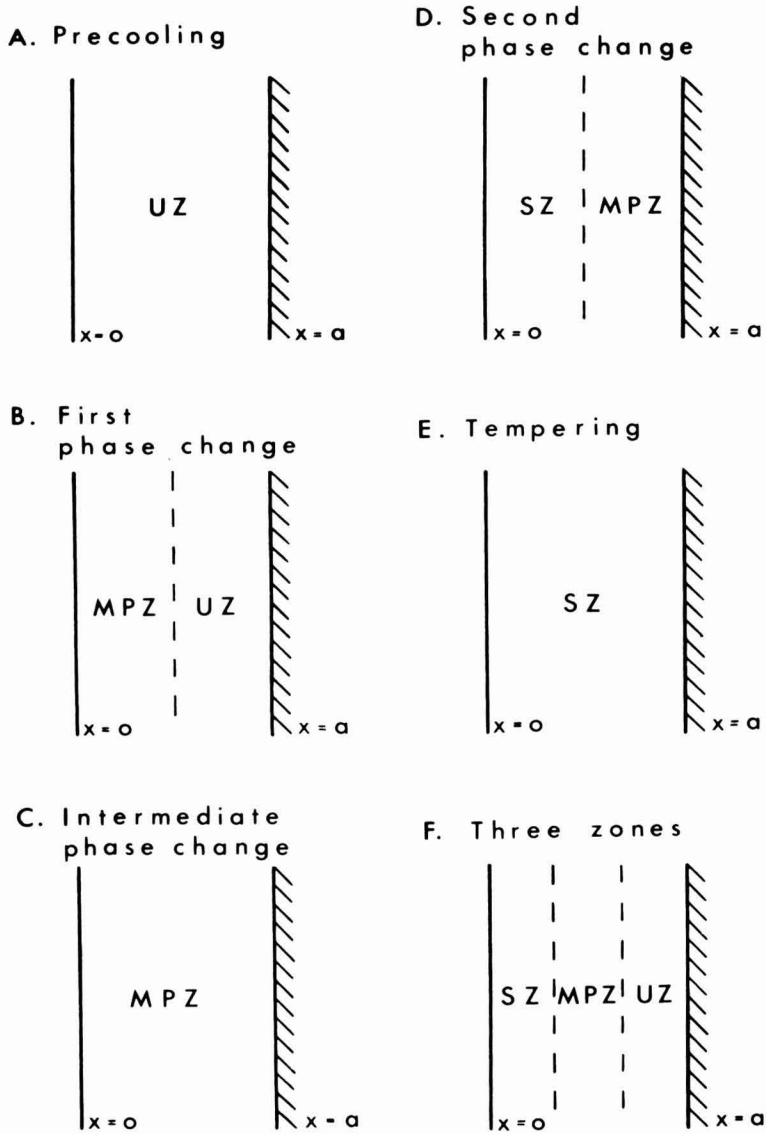 A. Precooling
UZ
x=o
x=a
B. First
phase change
MPZ UZ
x=o
x=a
C. Intermediate
phase change
MPZ
x=o
x=a
D. Second
phase change
SZ MPZ
x=o
x=a
E. Tempering
SZ
x=o
x=a
F. Three zones
SZ MPZ UZ
x=o
x=a